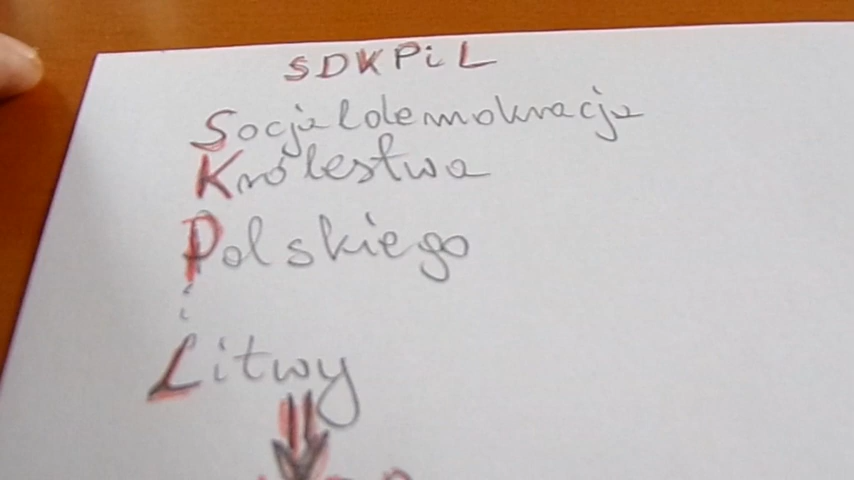 SDKPiL
Socjaldemokracja
Królestwa
Polskiego
i
Litwy